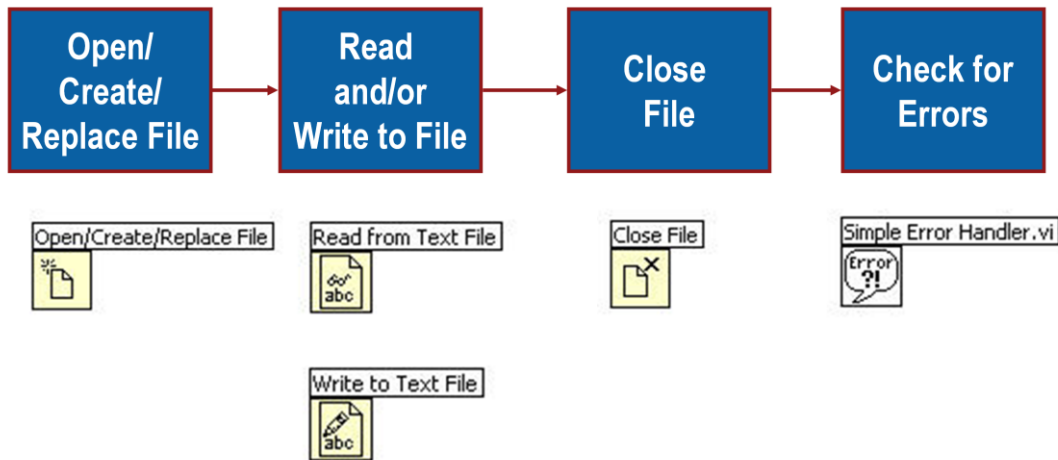 Open/
Create/
Replace File
Read
and/or
Write to File
Close
File
Check for
Errors
Open/Create/Replace File
Read from Text File
abc
Close File
Simple Error Handler.vi
Error
?!
Write to Text File
abc